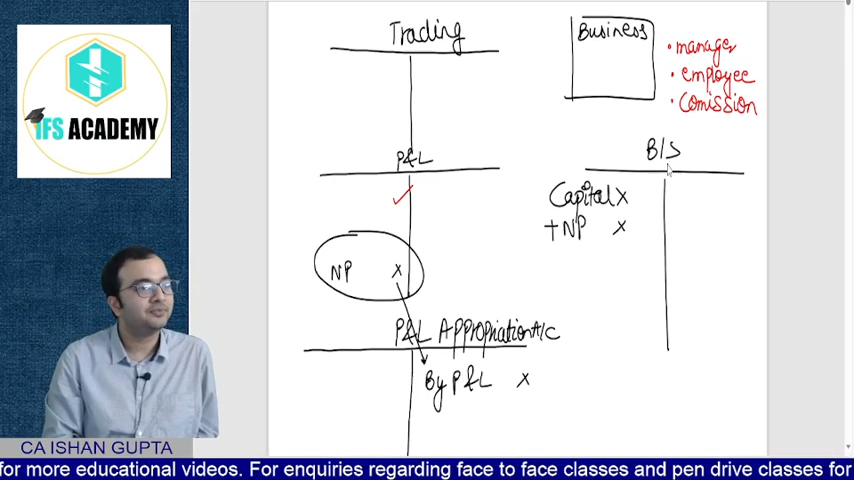 IFS ACADEMY
Trading
Business
• manager
• employee
• Comission
P&L
B/S
Capital x
+ NP x
NP x
P&L Appropriation A/c
By P&L x
CA ISHAN GUPTA
for more educational videos. For enquiries regarding face to face classes and pen drive classes for